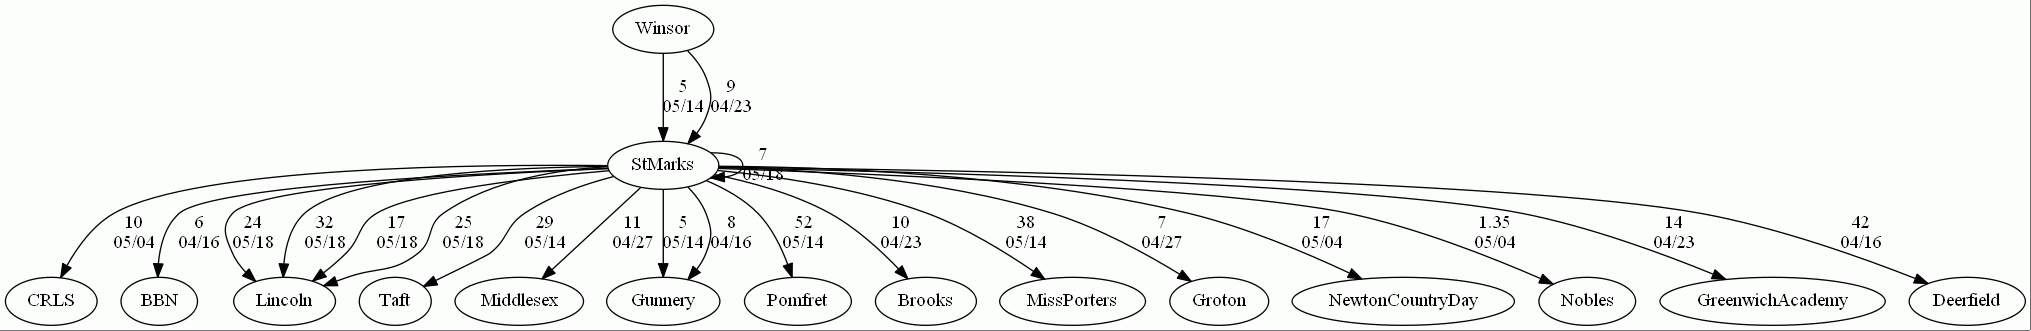 Winsor
5
05/14
9
04/23
StMarks
7
05/18
10
05/04
6
04/16
24
05/18
32
05/18
17
05/18
25
05/18
29
05/14
11
04/27
5
05/14
8
04/16
52
05/14
10
04/23
38
05/14
7
04/27
17
05/04
1.35
05/04
14
04/23
42
04/16
CRLS
BBN
Lincoln
Taft
Middlesex
Gunnery
Pomfret
Brooks
MissPorters
Groton
NewtonCountryDay
Nobles
GreenwichAcademy
Deerfield